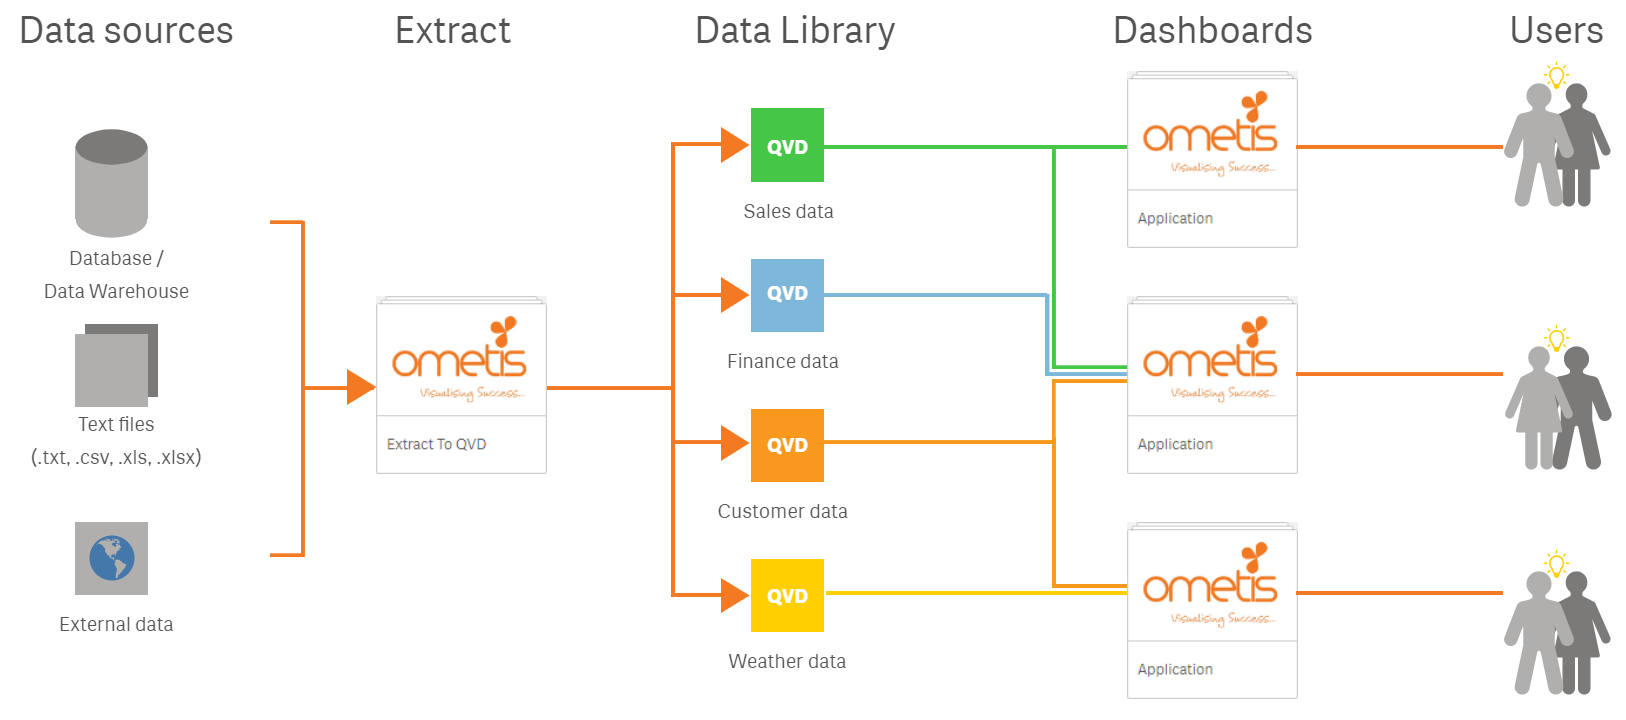 Data sources
Extract
Data Library
Dashboards
Users
Database /
Data Warehouse
Text files
(.txt, .csv, .xls, .xlsx)
External data
ometis
Visualising Success...
Extract To QVD
QVD
Sales data
QVD
Finance data
QVD
Customer data
QVD
Weather data
ometis
Visualising Success...
Application
ometis
Visualising Success...
Application
ometis
Visualising Success...
Application